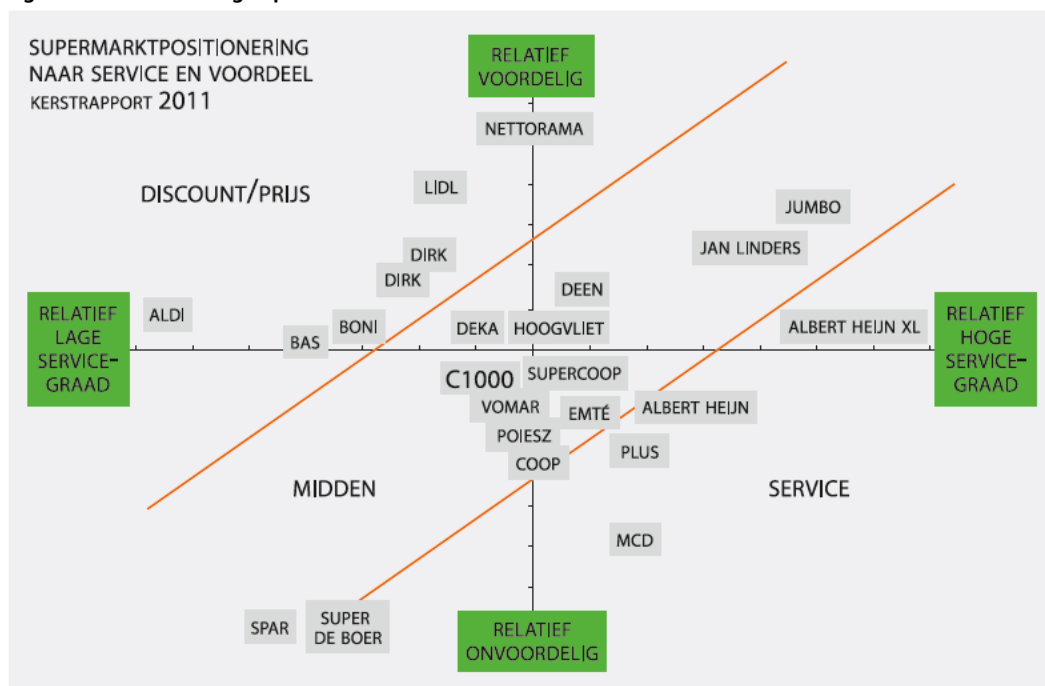 SUPERMARKTPOSITIONERING
NAAR SERVICE EN VOORDEEL
KERSTRAPPORT 2011
RELATIEF
VOORDELIG
NETTORAMA
DISCOUNT/PRIJS
LIDL
JUMBO
JAN LINDERS
DIRK
DIRK
DEEN
RELATIEF
LAGE
SERVICE-
GRAAD
ALDI
BAS
BONI
DEKA
HOOGVLIET
ALBERT HEIJN XL
RELATIEF
HOGE
SERVICE-
GRAAD
C1000
SUPERCOOP
VOMAR
EMTÉ
ALBERT HEIJN
POIESZ
COOP
PLUS
MIDDEN
SERVICE
MCD
SPAR
SUPER
DE BOER
RELATIEF
ONVOORDELIG